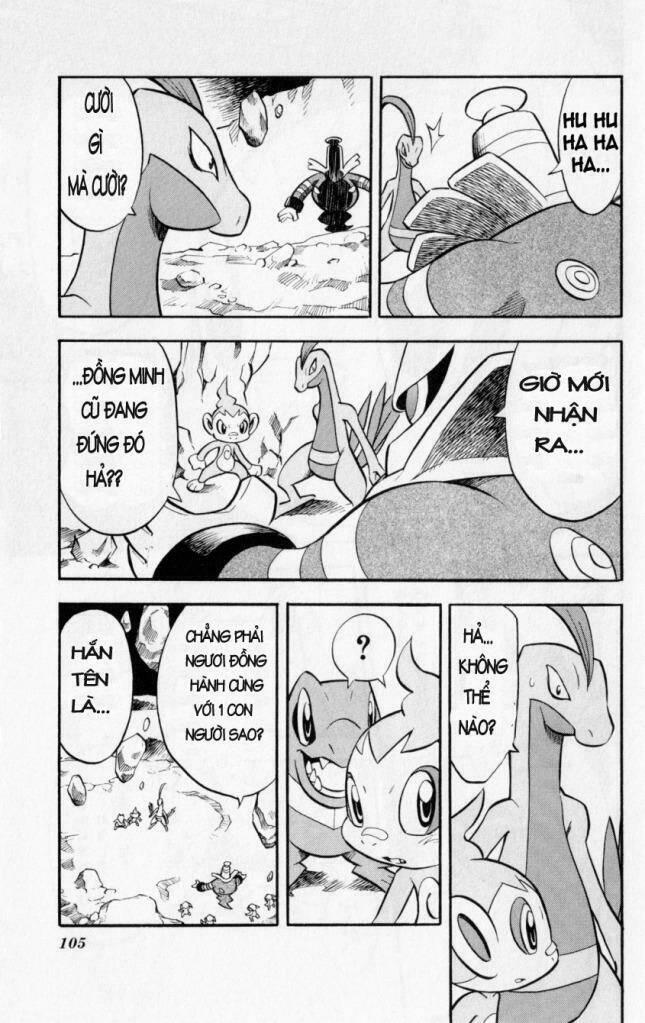 HU HU
HA HA
HA...
CƯỜI
GÌ
MÀ CƯỜI?
GIỜ MỚI
NHẬN
RA...
...ĐỒNG MINH
CŨ ĐANG
ĐỨNG ĐÓ
HẢ??
HẢ...
KHÔNG
THỂ
NÀO?
?
CHẲNG PHẢI
NGƯƠI ĐỒNG
HÀNH CÙNG
VỚI 1 CON
NGƯỜI SAO?
HẮN
TÊN
LÀ...
105